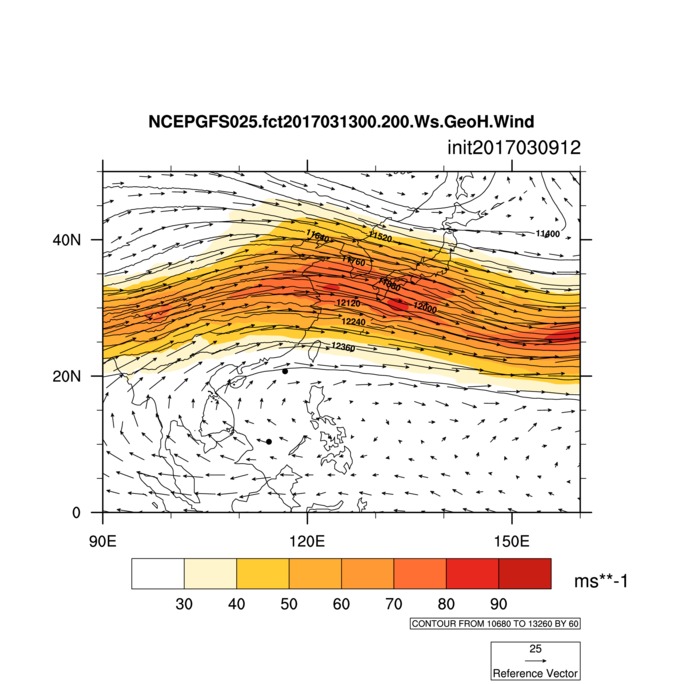 NCEPGFS025.fct2017031300.200.Ws.GeoH.Wind
init2017030912
40N
20N
0
11640
11520
11400
11760
12120
12000
12240
12360
90E
120E
150E
30 40 50 60 70 80 90
ms**-1
CONTOUR FROM 10680 TO 13260 BY 60
25
Reference Vector